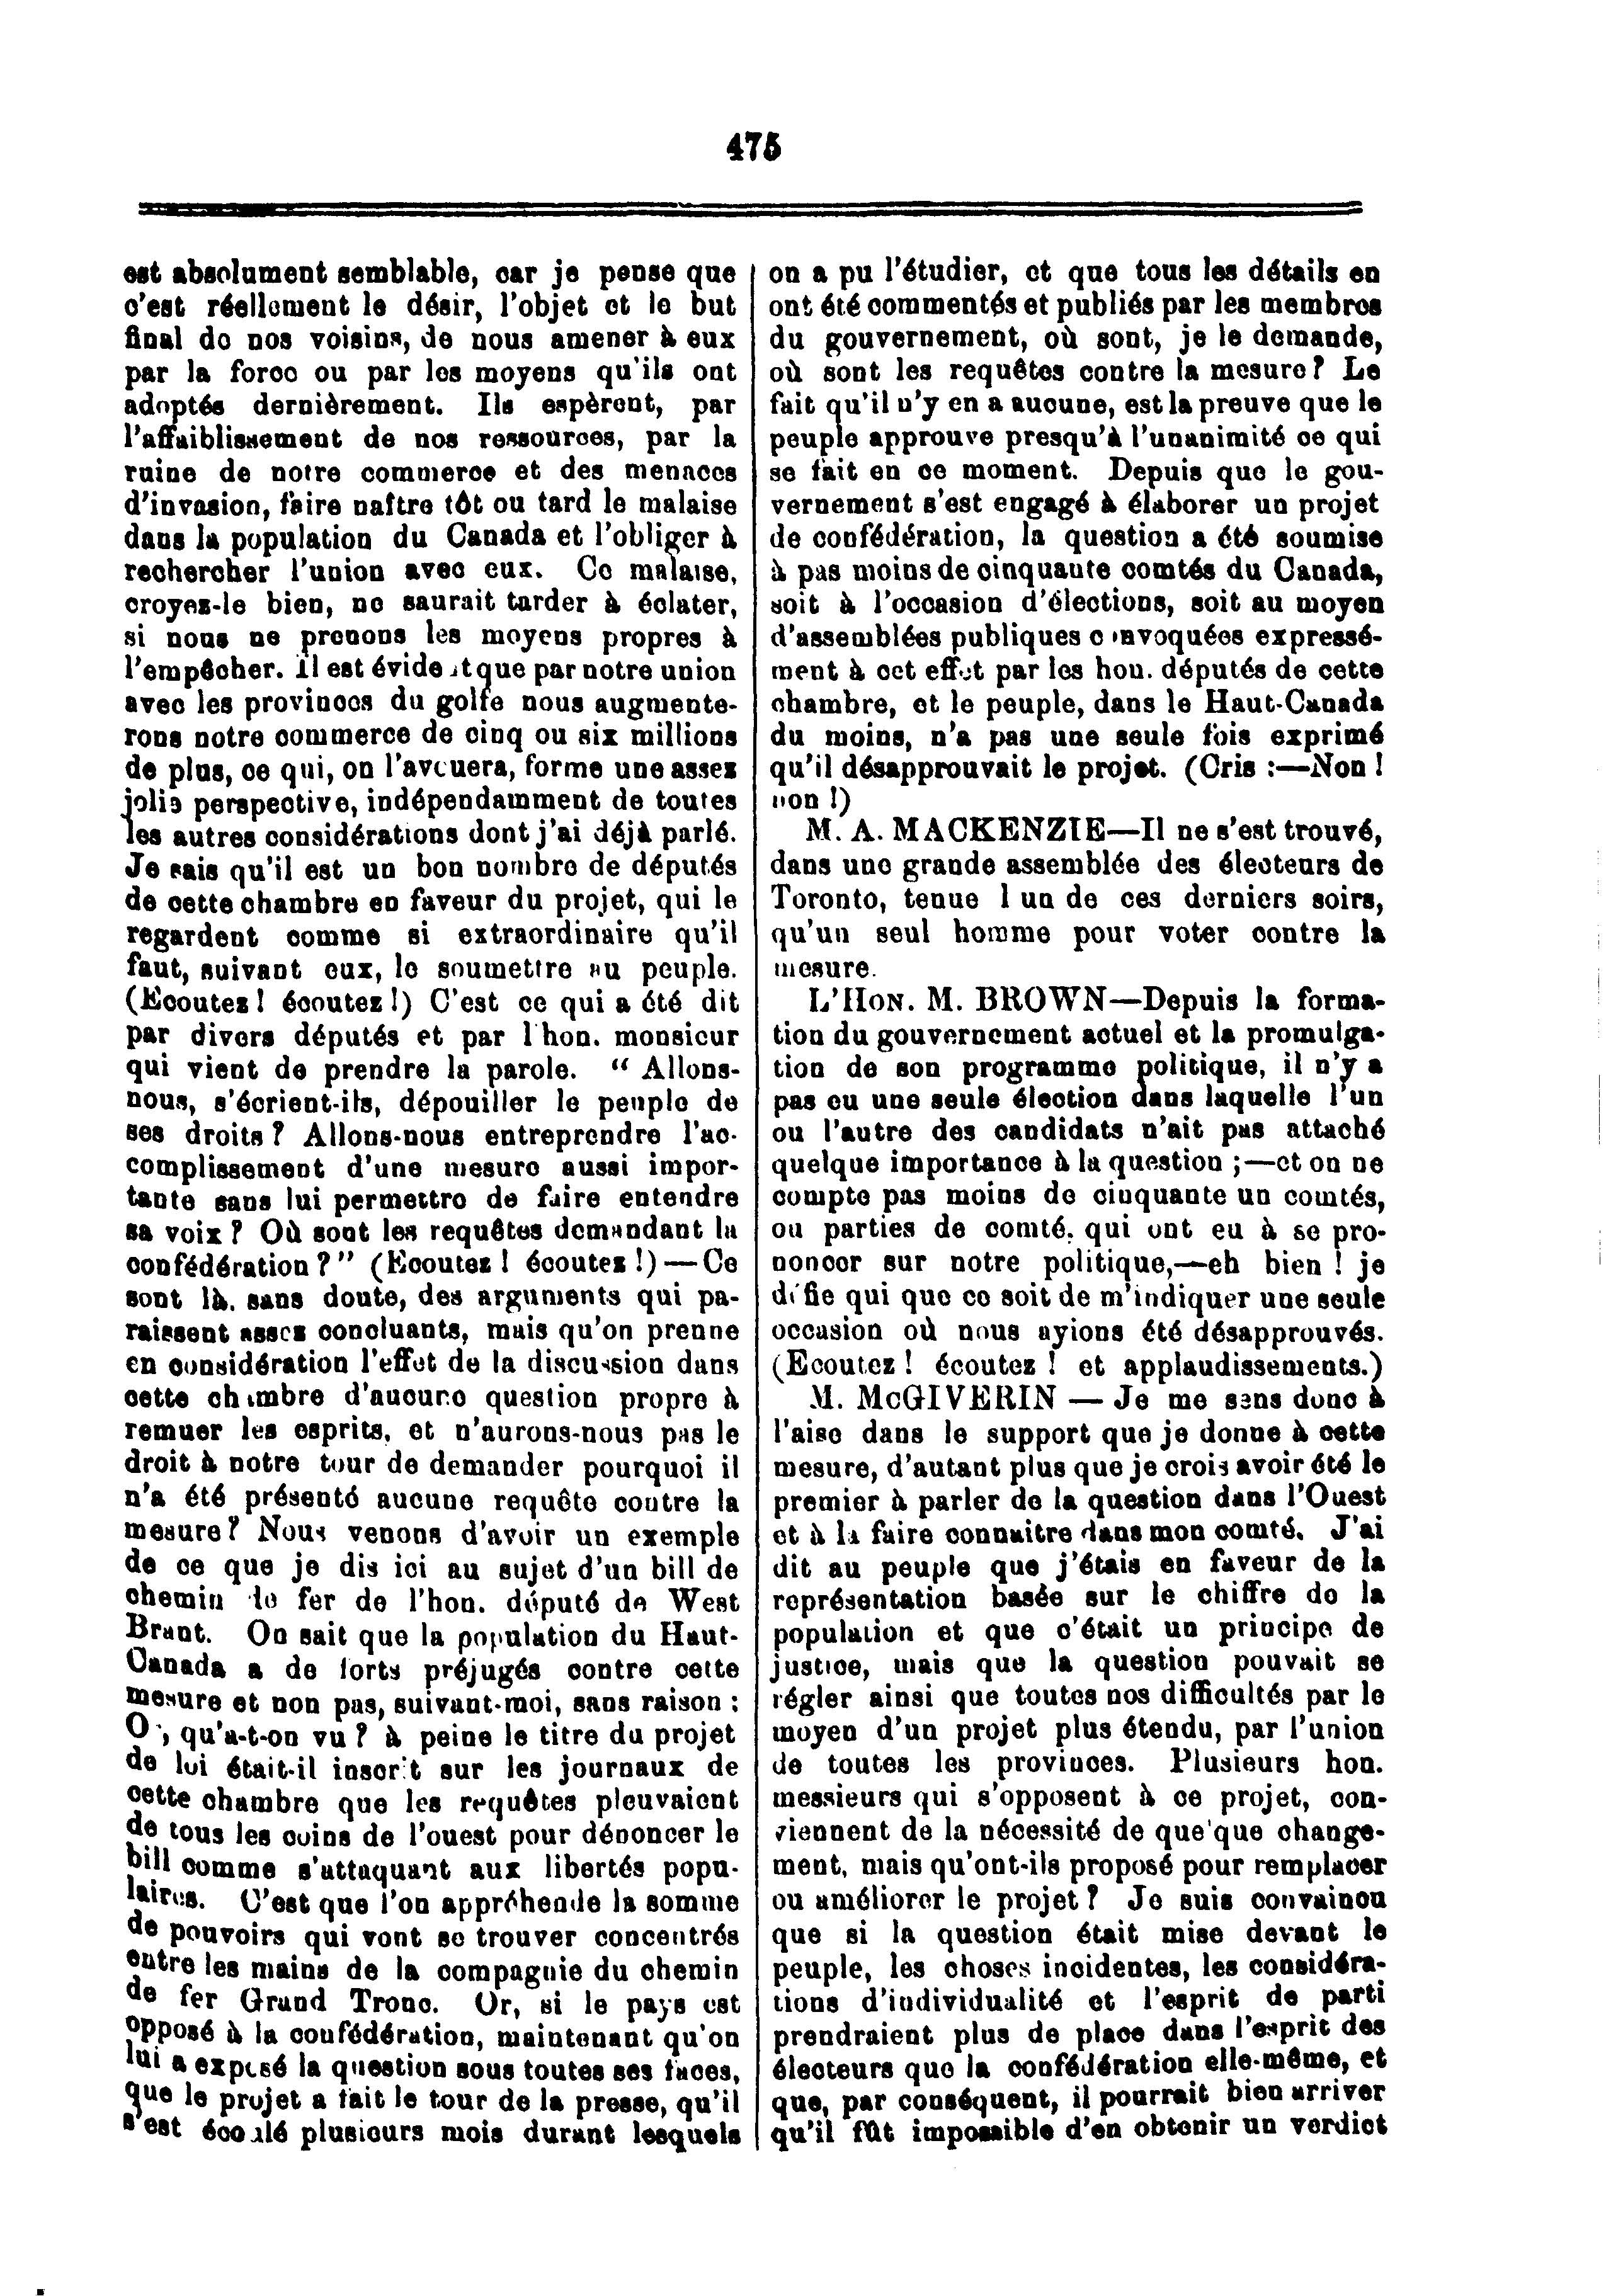 475
est absolument semblable, car je pense que
c'est réellement le désir, l'objet et le but
final de nos voisins, de nous amener à eux
par la force ou par les moyens qu'ils ont
adoptés dernièrement. Ils espèrent, par
l'affaiblissement de nos ressources, par la
ruine de notre commerce et des menaces
d'invasion, faire naître tôt ou tard le malaise
dans la population du Canada et l'obliger à
rechercher l'union avec eux. Ce malaise,
croyez-le bien, ne saurait tarder à éclater,
si nous ne prenons les moyens propres à
l'empêcher. Il est évident que par notre union
avec les provinces du golfe nous augmente-
rons notre commerce de cinq ou six millions
de plus, ce qui, on l'avouera, forme une assez
jolie perspective, indépendamment de toutes
les autres considérations dont j'ai déjà parlé.
Je sais qu'il est un bon nombre de députés
de cette chambre en faveur du projet, qui le
regardent comme si extraordinaire qu'il
faut, suivant eux, le soumettre au peuple.
(Ecoutez ! écoutez !) C'est ce qui a été dit
par divers députés et par l'hon. monsieur
qui vient de prendre la parole. " Allons-
nous, s'écrient-ils, dépouiller le peuple de
ses droits ? Allons-nous entreprendre l'ac-
complissement d'une mesure aussi impor-
tante sans lui permettre de faire entendre
sa voix ? Où sont les requêtes demandant la
confédération ? " (Ecoutez ! écoutez !) — Ce
sont là, sans doute, des arguments qui pa-
raissent assez concluants, mais qu'on prenne
en considération l'effet de la discussion dans
cette chambre d'aucune question propre à
remuer les esprits, et n'aurons-nous pas le
droit à notre tour de demander pourquoi il
n'a été présenté aucune requête contre la
mesure ? Nous venons d'avoir un exemple
de ce que je dis ici au sujet d'un bill de
chemin de fer de l'hon. député de West
Brant. On sait que la population du Haut-
Canada a de forts préjugés contre cette
mesure et non pas, suivant-moi, sans raison :
Or, qu'a-t-on vu ? à peine le titre du projet
de loi était-il inscrit sur les journaux de
cette chambre que les requêtes pleuvaient
de tous les coins de l'ouest pour dénoncer le
bill comme s'attaquant aux libertés popu-
laires. C'est que l'on appréhende la somme
de pouvoirs qui vont se trouver concentrés
entre les mains de la compagnie du chemin
de fer Grand Tronc. Or, si le pays est
opposé à la confédération, maintenant qu'on
lui a exposé la question sous toutes ses faces,
que le projet a fait le tour de la presse, qu'il
s'est écoulé plusieurs mois durant lesquels
on a pu l'étudier, et que tous les détails en
ont été commentés et publiés par les membres
du gouvernement, où sont, je le demande,
où sont les requêtes contre la mesure ? Le
fait qu'il n'y en a aucune, est la preuve que le
peuple approuve presqu'à l'unanimité ce qui
se fait en ce moment. Depuis que le gou-
vernement s'est engagé à élaborer un projet
de confédération, la question a été soumise
à pas moins de cinquante comtés du Canada,
soit à l'occasion d'élections, soit au moyen
d'assemblées publiques convoquées expressé-
ment à cet effet par les hon. députés de cette
chambre, et le peuple, dans le Haut-Canada
du moins, n'a pas une seule fois exprimé
qu'il désapprouvait le projet. (Cris :—Non !
non !)
M. A. MACKENZIE—Il ne s'est trouvé,
dans une grande assemblée des électeurs de
Toronto, tenue l un de ces derniers soirs,
qu'un seul homme pour voter contre la
mesure.
L'HON. M. BROWN—Depuis la forma-
tion du gouvernement actuel et la promulga-
tion de son programme politique, il n'y a
pas eu une seule élection dans laquelle l'un
ou l'autre des candidats n'ait pas attaché
quelque importance à la question ;—et on ne
compte pas moins de cinquante un comtés,
ou parties de comté, qui ont eu à se pro-
noncer sur notre politique,—eh bien ! je
défie qui que ce soit de m'indiquer une seule
occasion où nous ayions été désapprouvés.
(Ecoutez ! écoutez ! et applaudissements.)
M. McGIVERIN — Je me sens donc à
l'aise dans le support que je donne à cette
mesure, d'autant plus que je crois avoir été le
premier à parler de la question dans l'Ouest
et à la faire connaitre dans mon comté. J'ai
dit au peuple que j'étais en faveur de la
représentation basée sur le chiffre de la
population et que c'était un principe de
justice, mais que la question pouvait se
régler ainsi que toutes nos difficultés par le
moyen d'un projet plus étendu, par l'union
de toutes les provinces. Plusieurs hon.
messieurs qui s'opposent à ce projet, con-
viennent de la nécessité de quelque change-
ment, mais qu'ont-ils proposé pour remplacer
ou améliorer le projet ? Je suis convaincu
que si la question était mise devant le
peuple, les choses incidentes, les considéra-
tions d'individualité et l'esprit de parti
prendraient plus de place dans l'esprit des
électeurs que la confédération elle-même, et
que, par conséquent, il pourrait bien arriver
qu'il fût impossible d'en obtenir un verdict